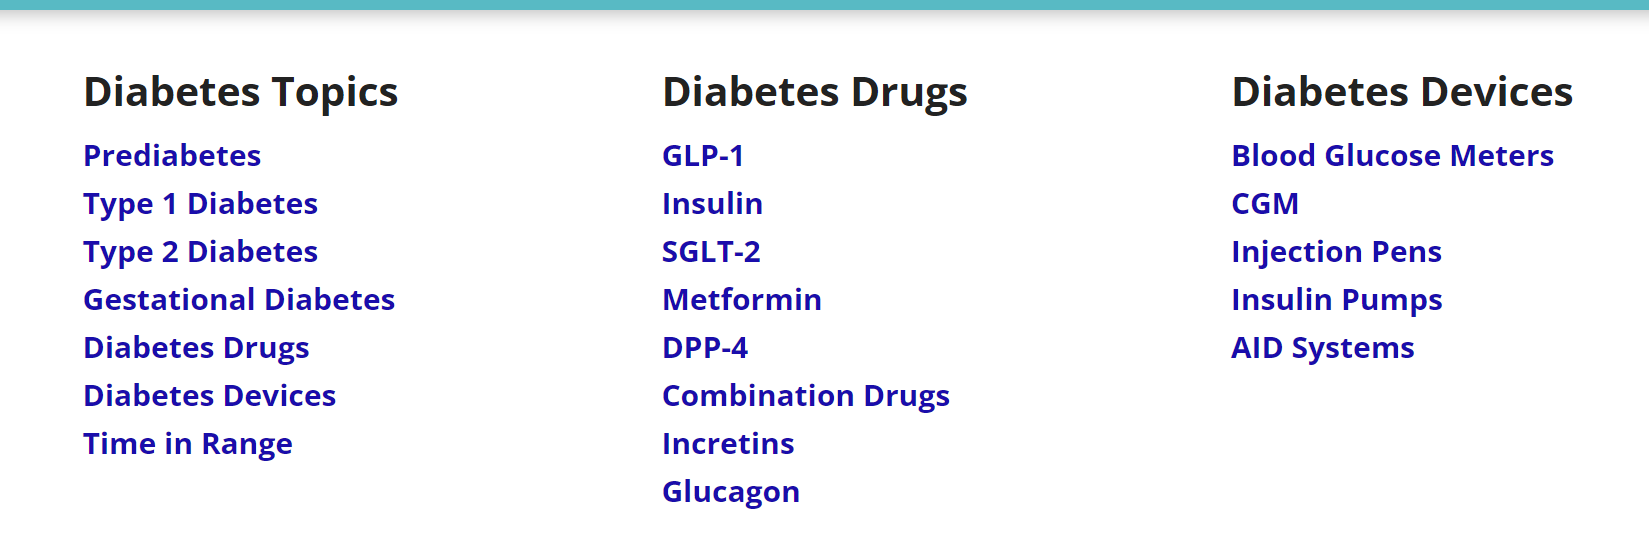 Diabetes Topics
Prediabetes
Type 1 Diabetes
Type 2 Diabetes
Gestational Diabetes
Diabetes Drugs
Diabetes Devices
Time in Range
Diabetes Drugs
GLP-1
Insulin
SGLT-2
Metformin
DPP-4
Combination Drugs
Incretins
Glucagon
Diabetes Devices
Blood Glucose Meters
CGM
Injection Pens
Insulin Pumps
AID Systems